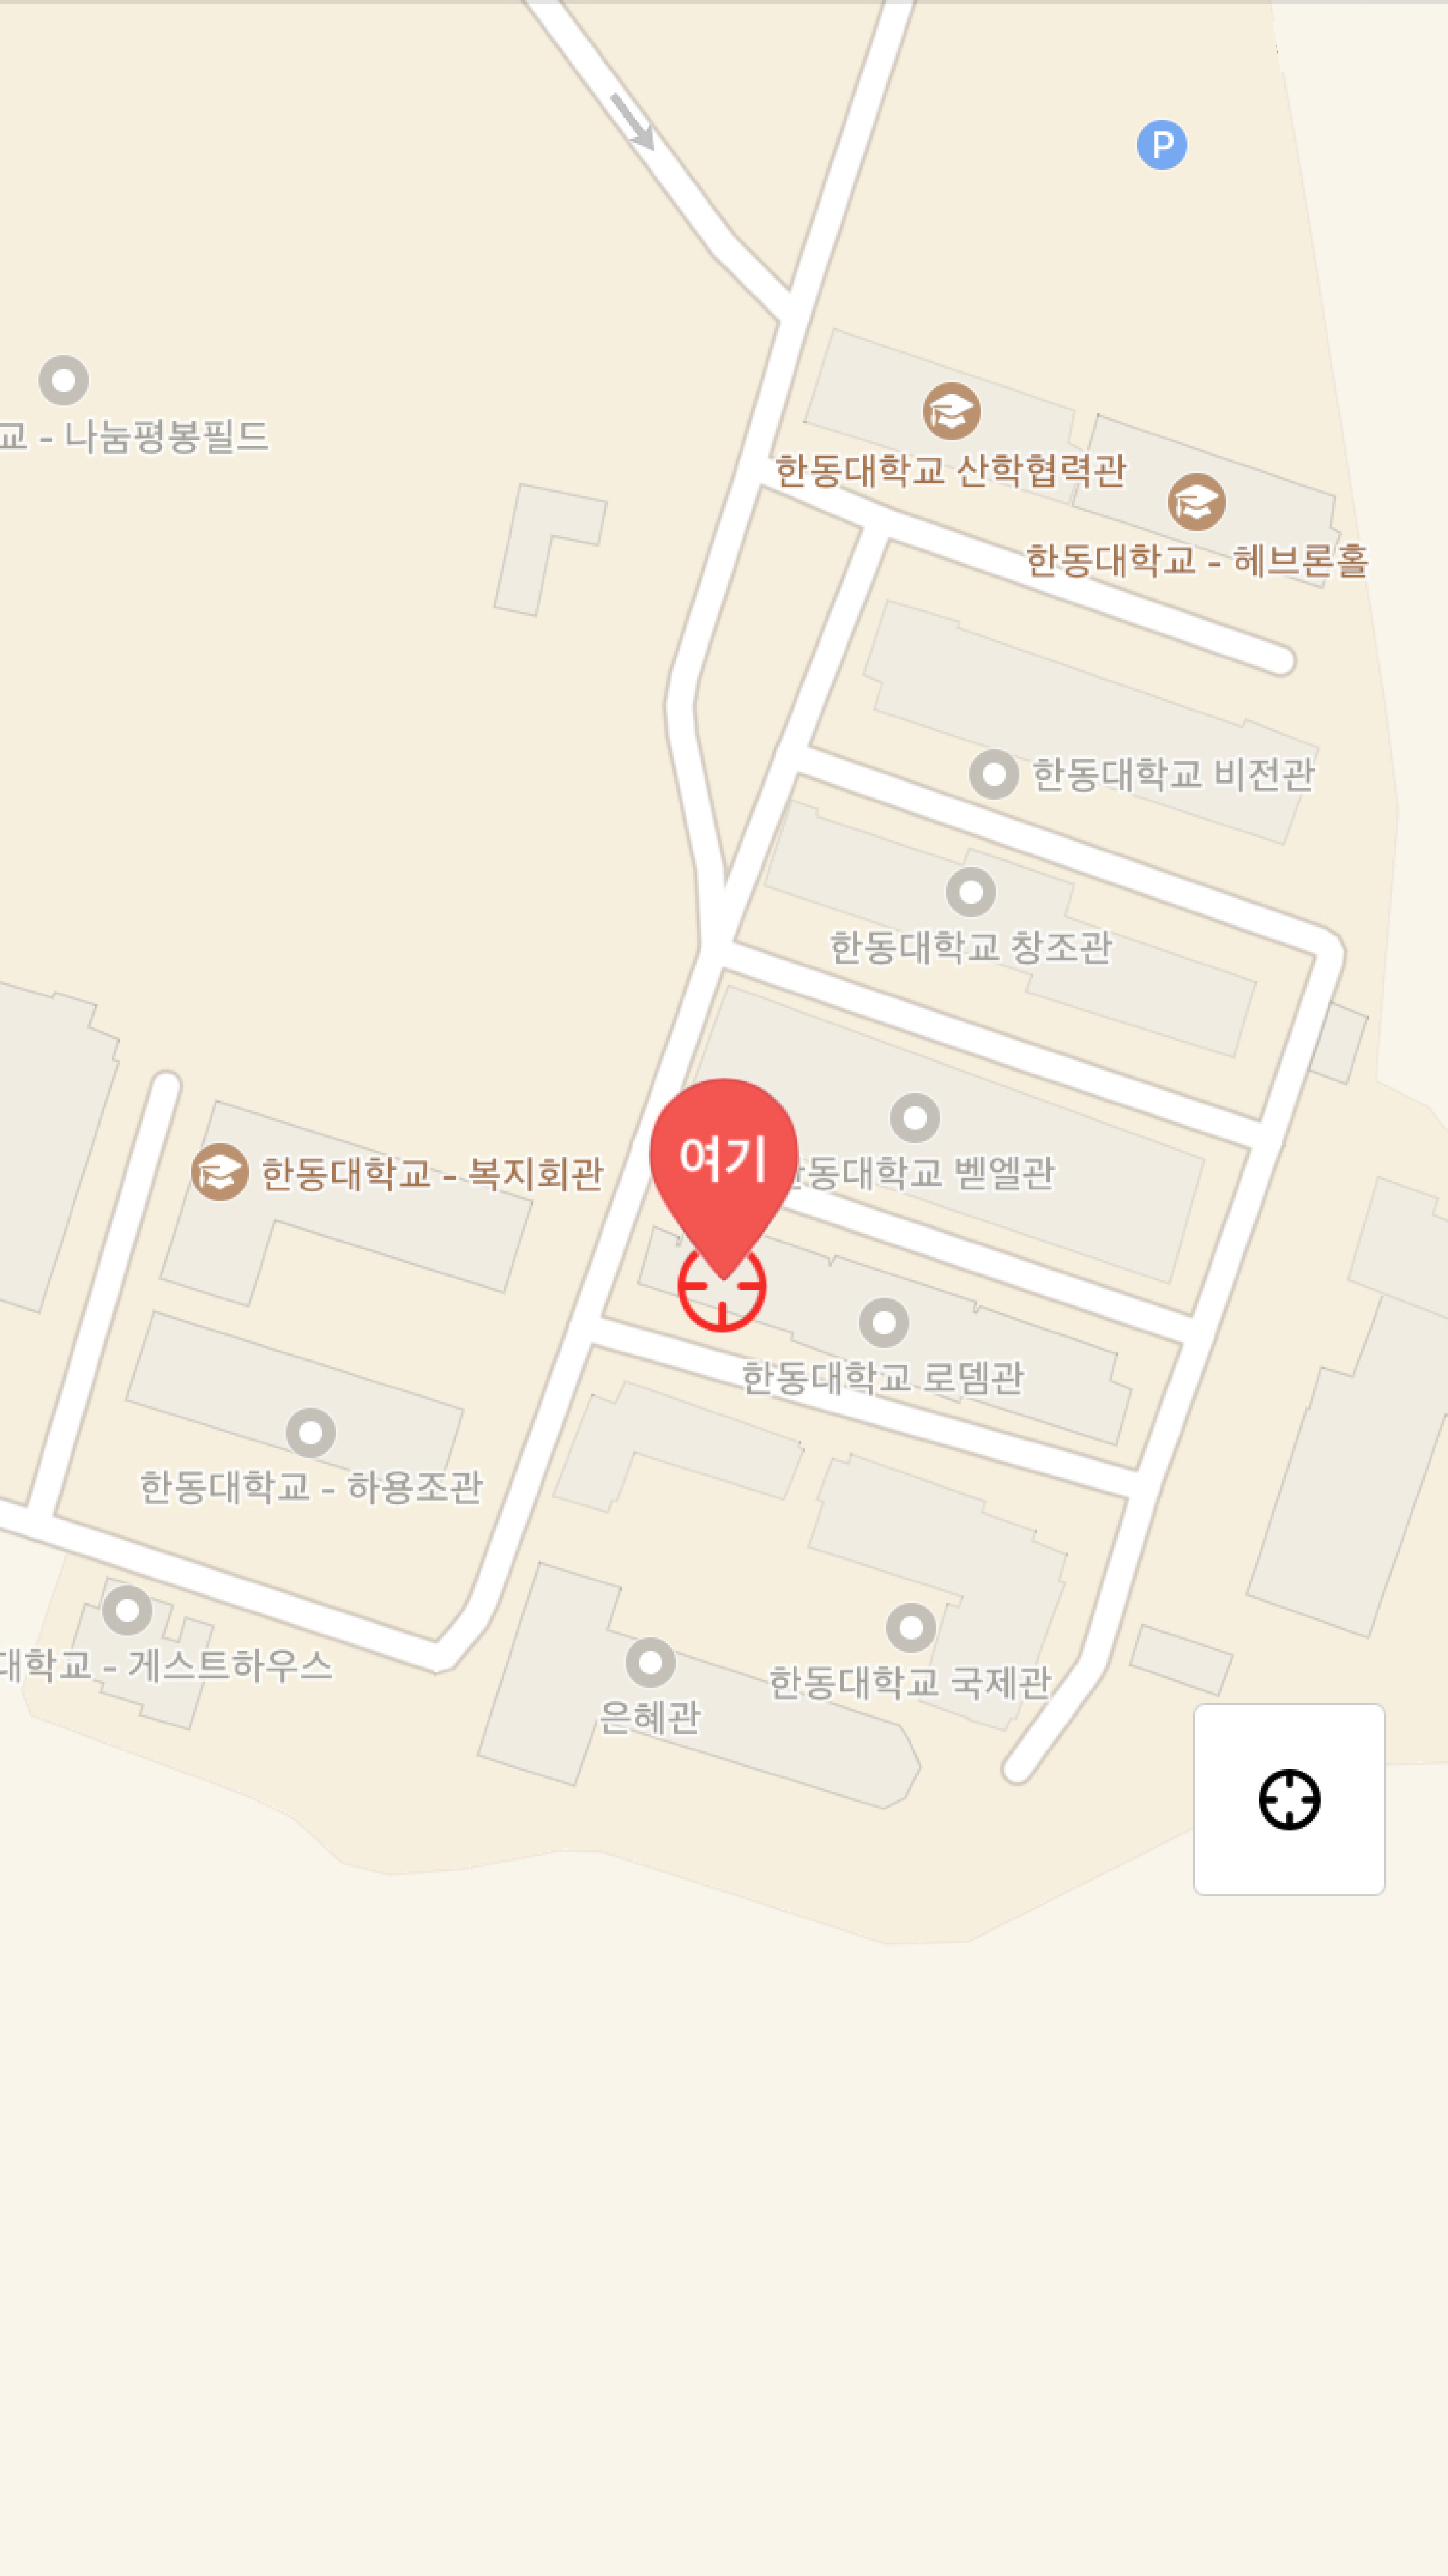 P
한동대학교 산학협력관
교 - 나눔평봉필드
한동대학교 - 헤브론홀
한동대학교 비전관
한동대학교 창조관
여기
한동대학교 - 복지회관
한동대학교 벧엘관
한동대학교 로뎀관
한동대학교 - 하용조관
대학교 - 게스트하우스
한동대학교 국제관
은혜관